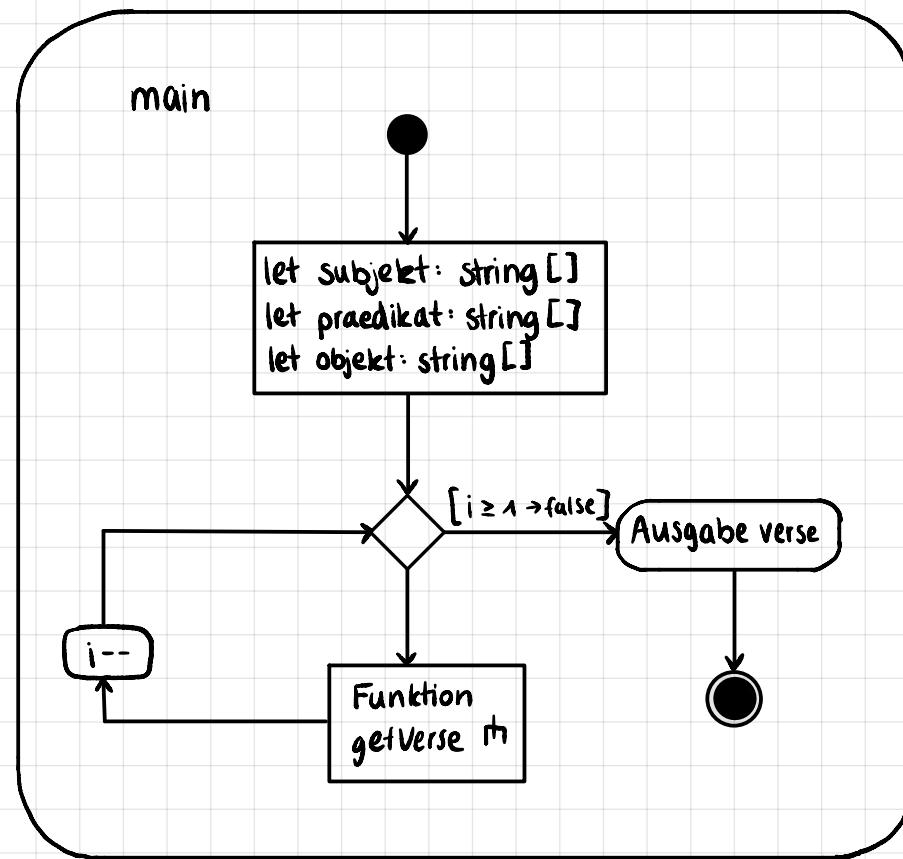 main
let subjekt: string[]
let praedikat: string[]
let objekt: string[]
[i ≥ 1 → false]
Ausgabe verse
i--
Funktion
getVerse